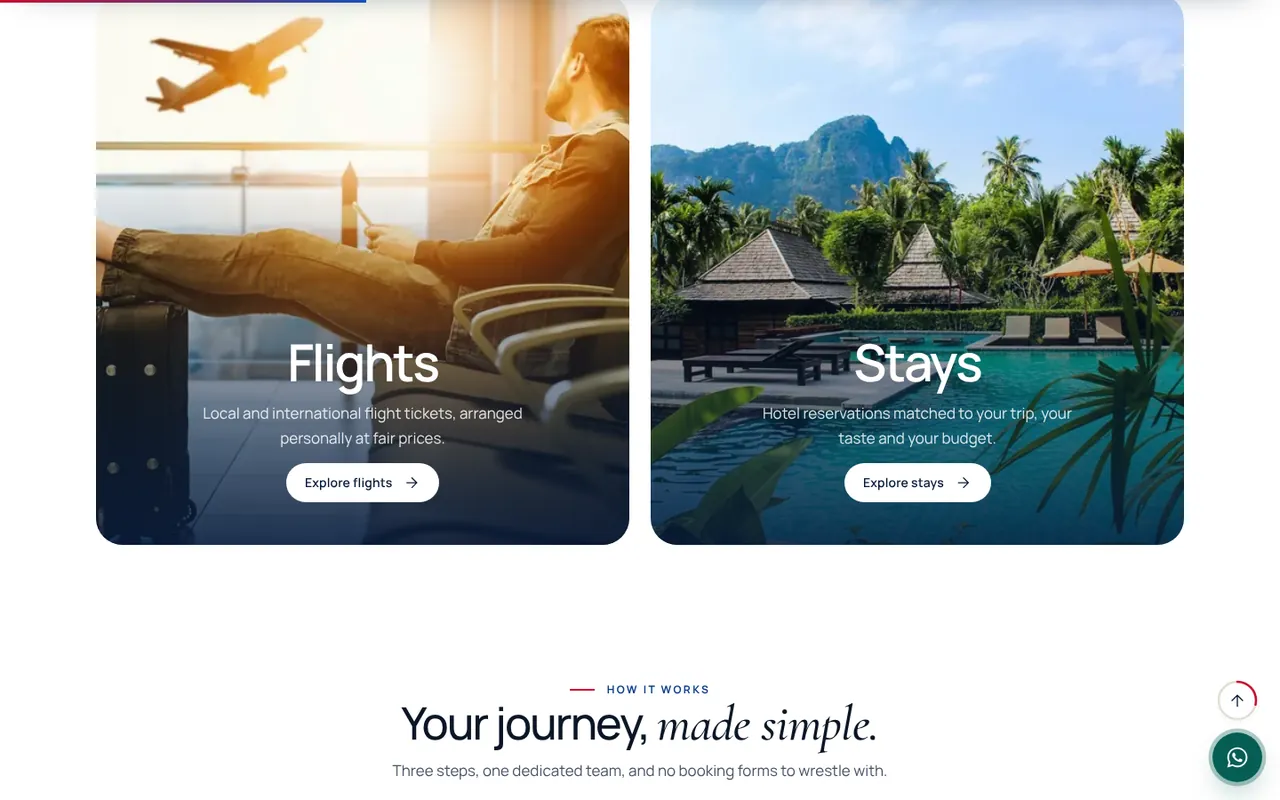 Flights
Local and international flight tickets, arranged
personally at fair prices.
Explore flights
Stays
Hotel reservations matched to your trip, your
taste and your budget.
Explore stays
HOW IT WORKS
Your journey, made simple.
Three steps, one dedicated team, and no booking forms to wrestle with.